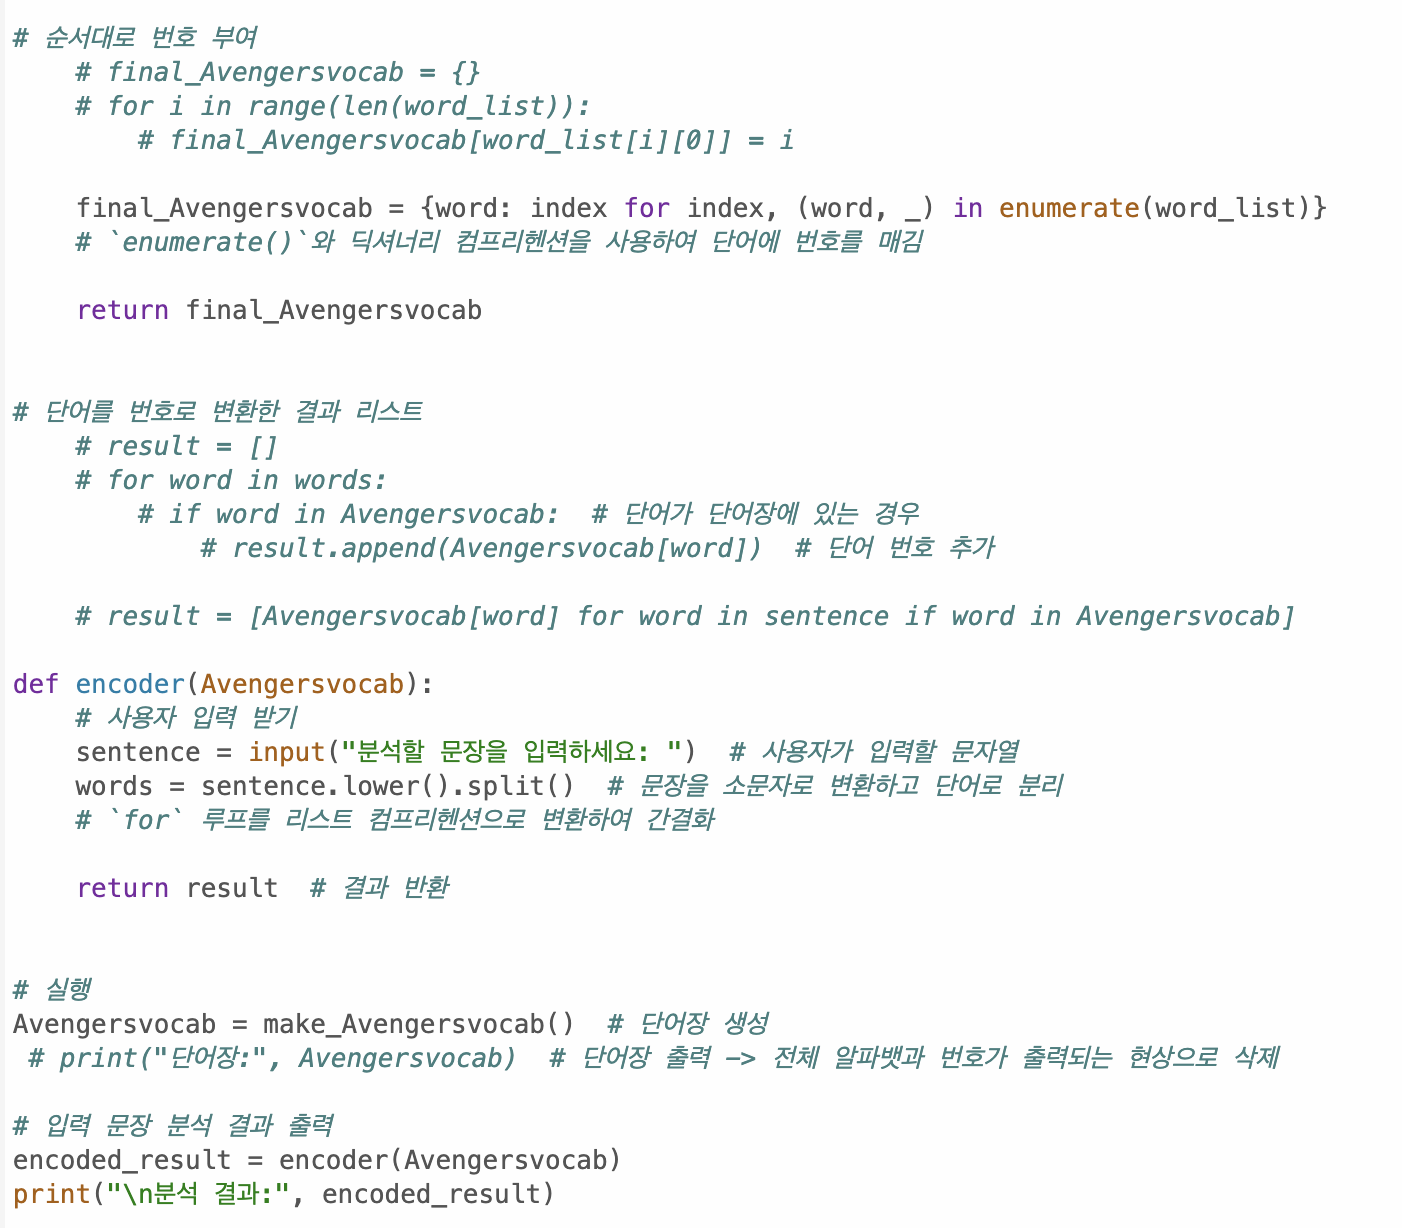 # 순서대로 번호 부여
# final_Avengersvocab = {}
# for i in range(len(word_list)):
# final_Avengersvocab[word_list[i][0]] = i
final_Avengersvocab = {word: index for index, (word, _) in enumerate(word_list)}
# `enumerate()`와 딕셔너리 컴프리헨션을 사용하여 단어에 번호를 매김
return final_Avengersvocab
# 단어를 번호로 변환한 결과 리스트
# result = []
# for word in words:
# if word in Avengersvocab:  # 단어가 단어장에 있는 경우
# result.append(Avengersvocab[word])  # 단어 번호 추가
# result = [Avengersvocab[word] for word in sentence if word in Avengersvocab]
def encoder(Avengersvocab):
# 사용자 입력 받기
sentence = input("분석할 문장을 입력하세요: ")  # 사용자가 입력할 문자열
words = sentence.lower().split()  # 문장을 소문자로 변환하고 단어로 분리
# `for` 루프를 리스트 컴프리헨션으로 변환하여 간결화
return result  # 결과 반환
# 실행
Avengersvocab = make_Avengersvocab()  # 단어장 생성
# print("단어장:", Avengersvocab)  # 단어장 출력 –> 전체 알파뱃과 번호가 출력되는 현상으로 삭제
# 입력 문장 분석 결과 출력
encoded_result = encoder(Avengersvocab)
print("\n분석 결과:", encoded_result)